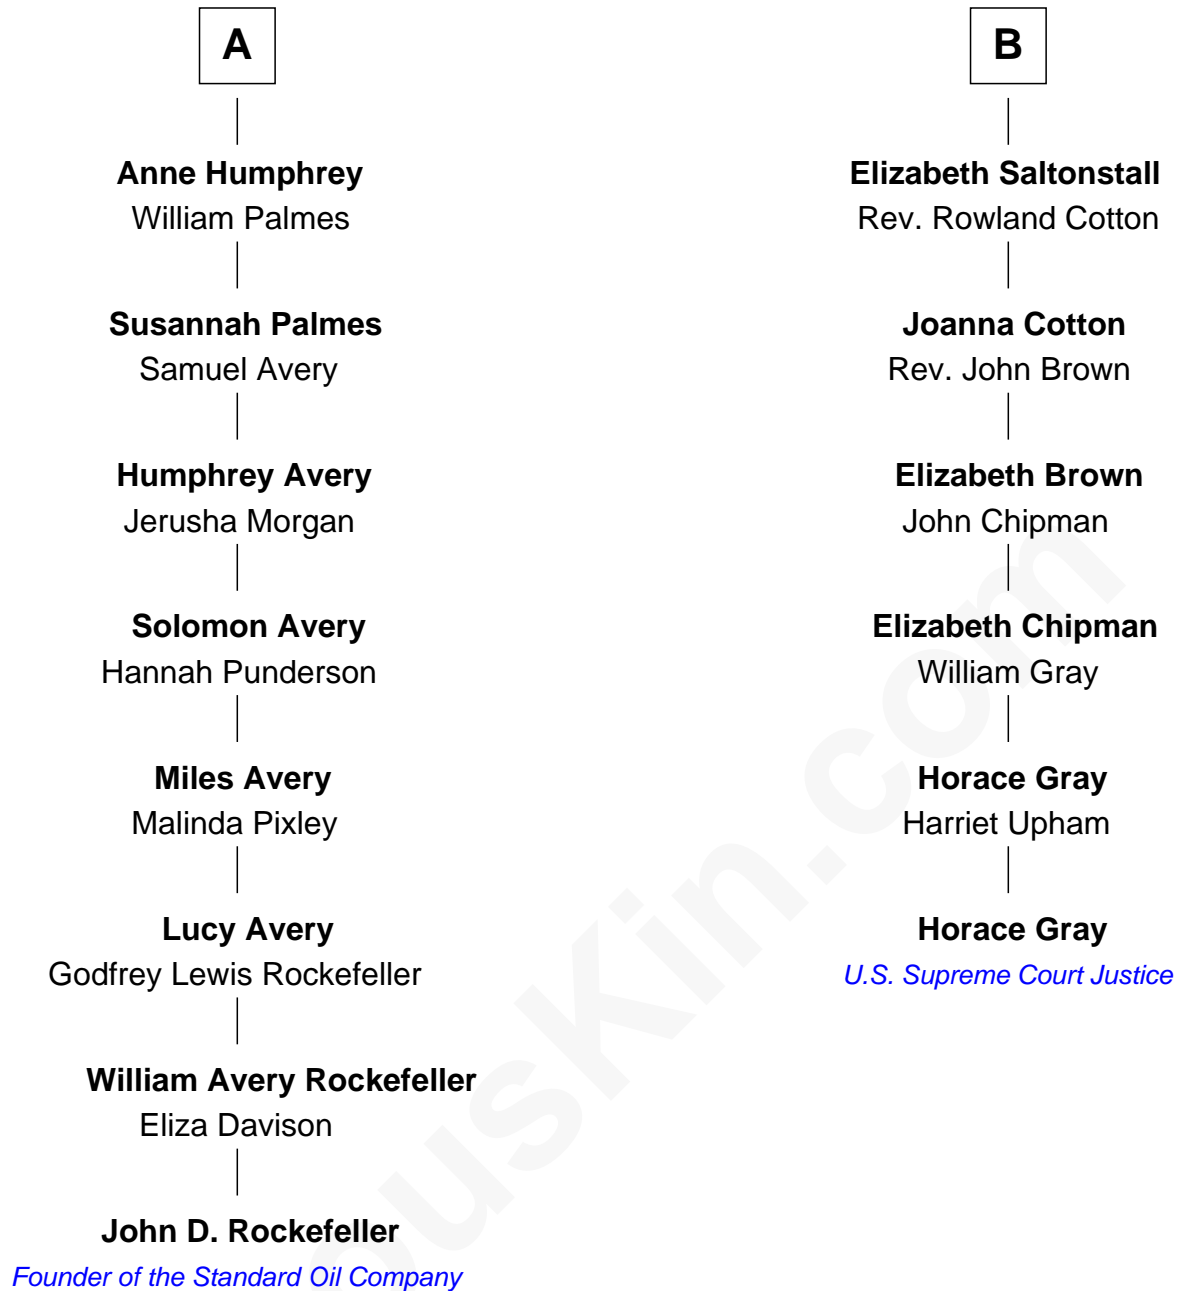 A
Anne Humphrey
William Palmes
Susannah Palmes
Samuel Avery
Humphrey Avery
Jerusha Morgan
Solomon Avery
Hannah Punderson
Miles Avery
Malinda Pixley
Lucy Avery
Godfrey Lewis Rockefeller
William Avery Rockefeller
Eliza Davison
John D. Rockefeller
Founder of the Standard Oil Company
B
Elizabeth Saltonstall
Rev. Rowland Cotton
Joanna Cotton
Rev. John Brown
Elizabeth Brown
John Chipman
Elizabeth Chipman
William Gray
Horace Gray
Harriet Upham
Horace Gray
U.S. Supreme Court Justice
ousKin.com